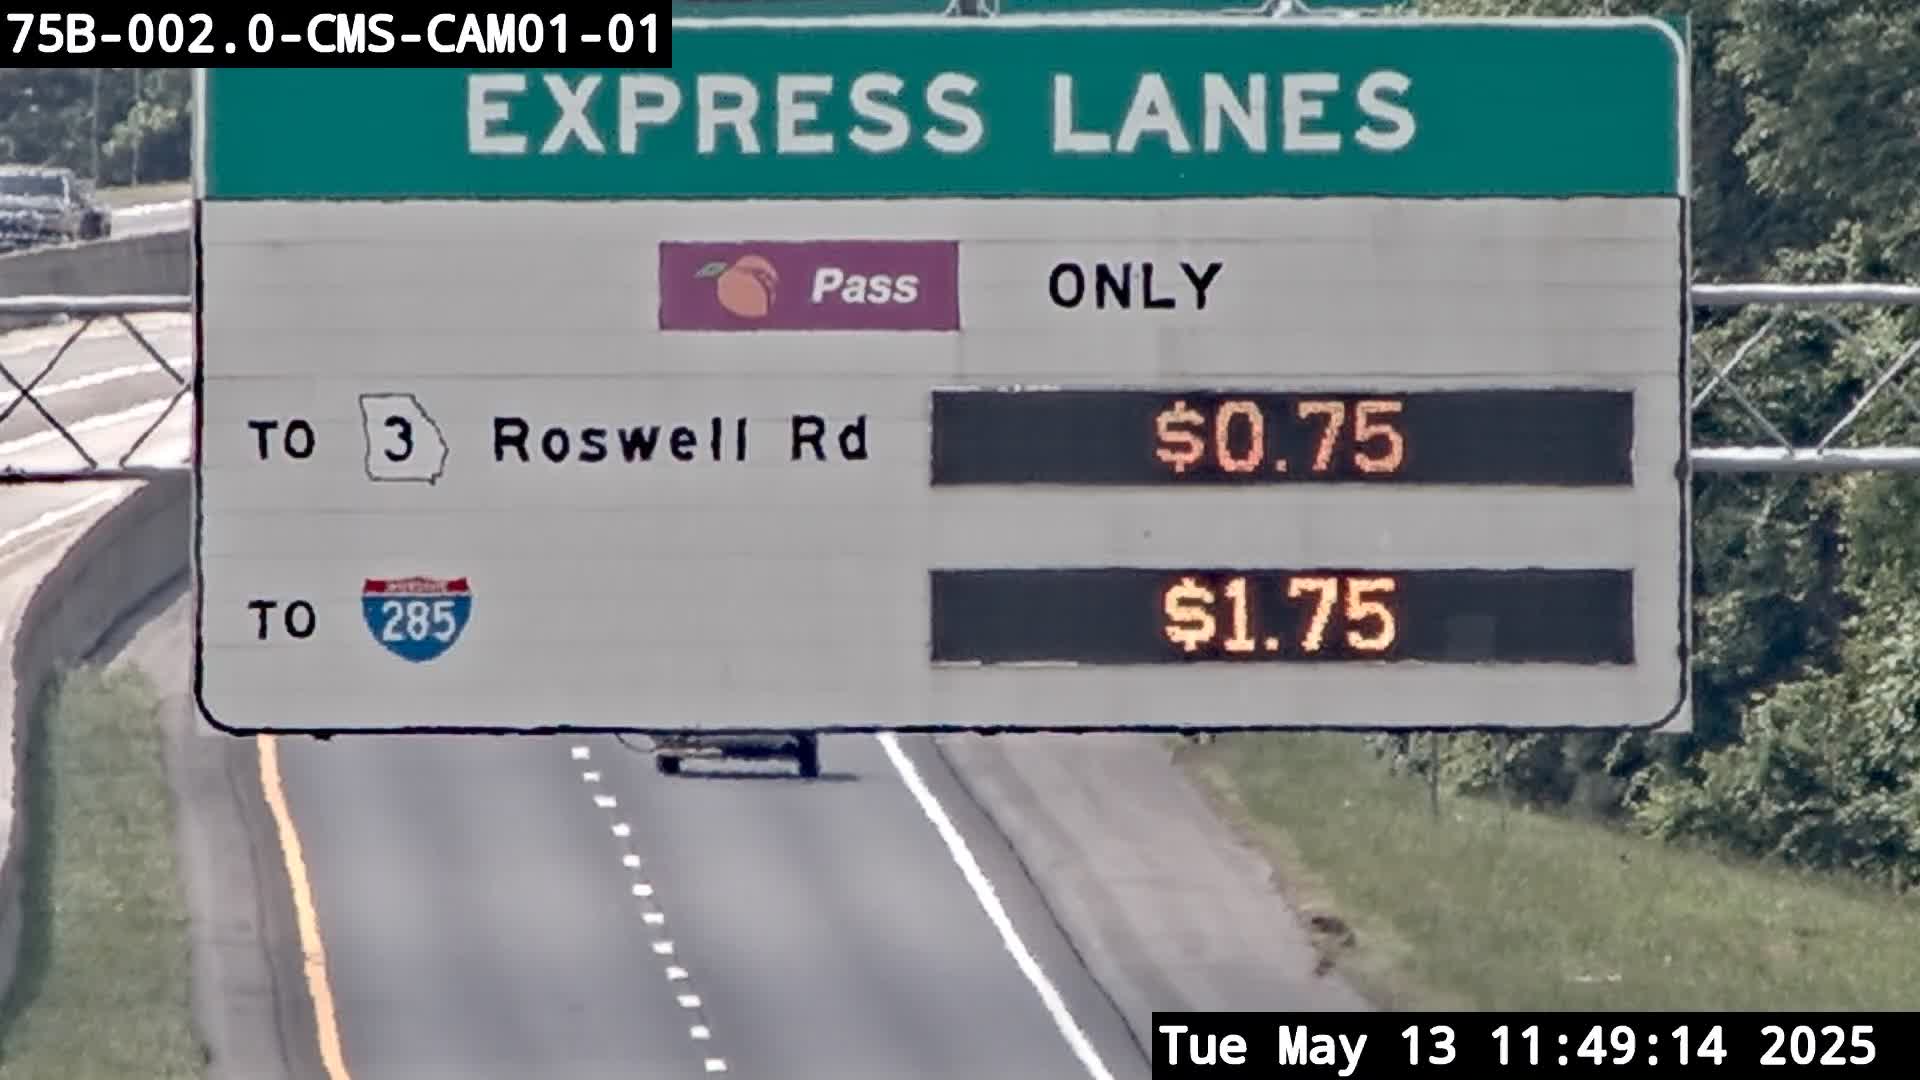 75B-002.0-CMS-CAM01-01
EXPRESS LANES
Pass ONLY
TO 3 Roswell Rd $0.75
INTERSTATE
TO 285 $1.75
Tue May 13 11:49:14 2025